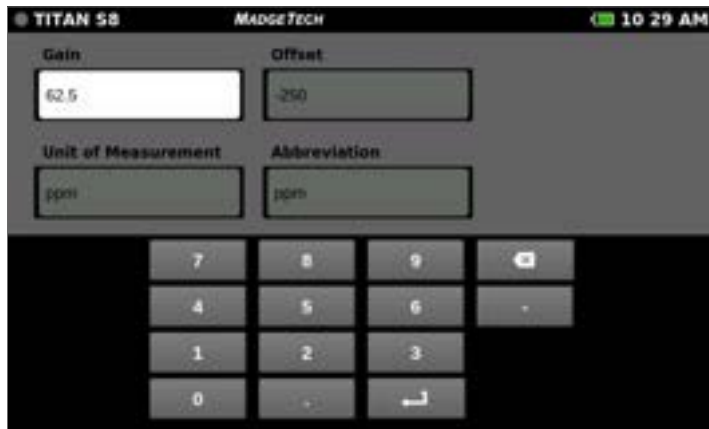 TITAN S8 MADGETECH 10 29 AM
Gain Offset
62.5 -250
Unit of Measurement Abbreviation
ppm ppm
7 8 9
4 5 6 -
1 2 3
0 .